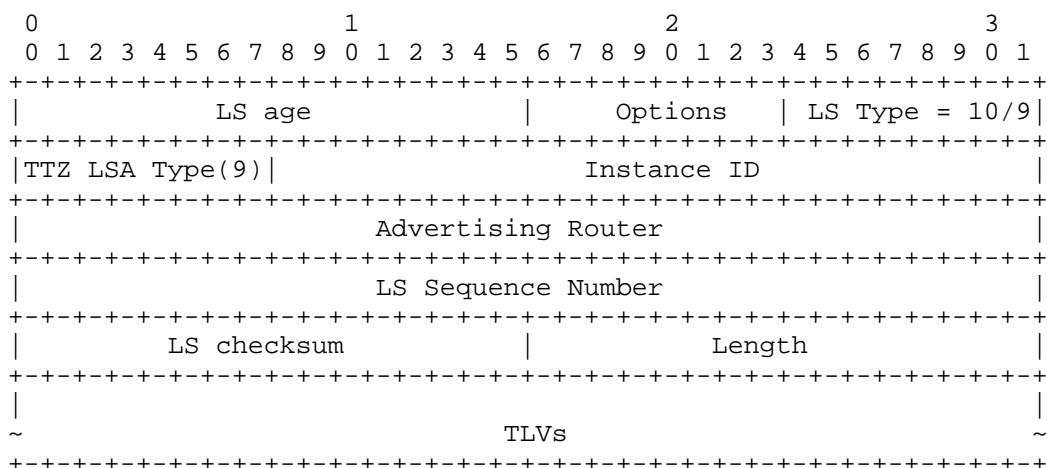 0                   1                   2                   3
0 1 2 3 4 5 6 7 8 9 0 1 2 3 4 5 6 7 8 9 0 1 2 3 4 5 6 7 8 9 0 1
+-+-+-+-+-+-+-+-+-+-+-+-+-+-+-+-+-+-+-+-+-+-+-+-+-+-+-+-+-+-+-+-+
|            LS age             |     Options   | LS Type = 10/9|
+-+-+-+-+-+-+-+-+-+-+-+-+-+-+-+-+-+-+-+-+-+-+-+-+-+-+-+-+-+-+-+-+
|TTZ LSA Type(9)|                   Instance ID                 |
+-+-+-+-+-+-+-+-+-+-+-+-+-+-+-+-+-+-+-+-+-+-+-+-+-+-+-+-+-+-+-+-+
|                      Advertising Router                       |
+-+-+-+-+-+-+-+-+-+-+-+-+-+-+-+-+-+-+-+-+-+-+-+-+-+-+-+-+-+-+-+-+
|                      LS Sequence Number                       |
+-+-+-+-+-+-+-+-+-+-+-+-+-+-+-+-+-+-+-+-+-+-+-+-+-+-+-+-+-+-+-+-+
|         LS checksum           |           Length              |
+-+-+-+-+-+-+-+-+-+-+-+-+-+-+-+-+-+-+-+-+-+-+-+-+-+-+-+-+-+-+-+-+
|                                                               |
~                              TLVs                             ~
+-+-+-+-+-+-+-+-+-+-+-+-+-+-+-+-+-+-+-+-+-+-+-+-+-+-+-+-+-+-+-+-+